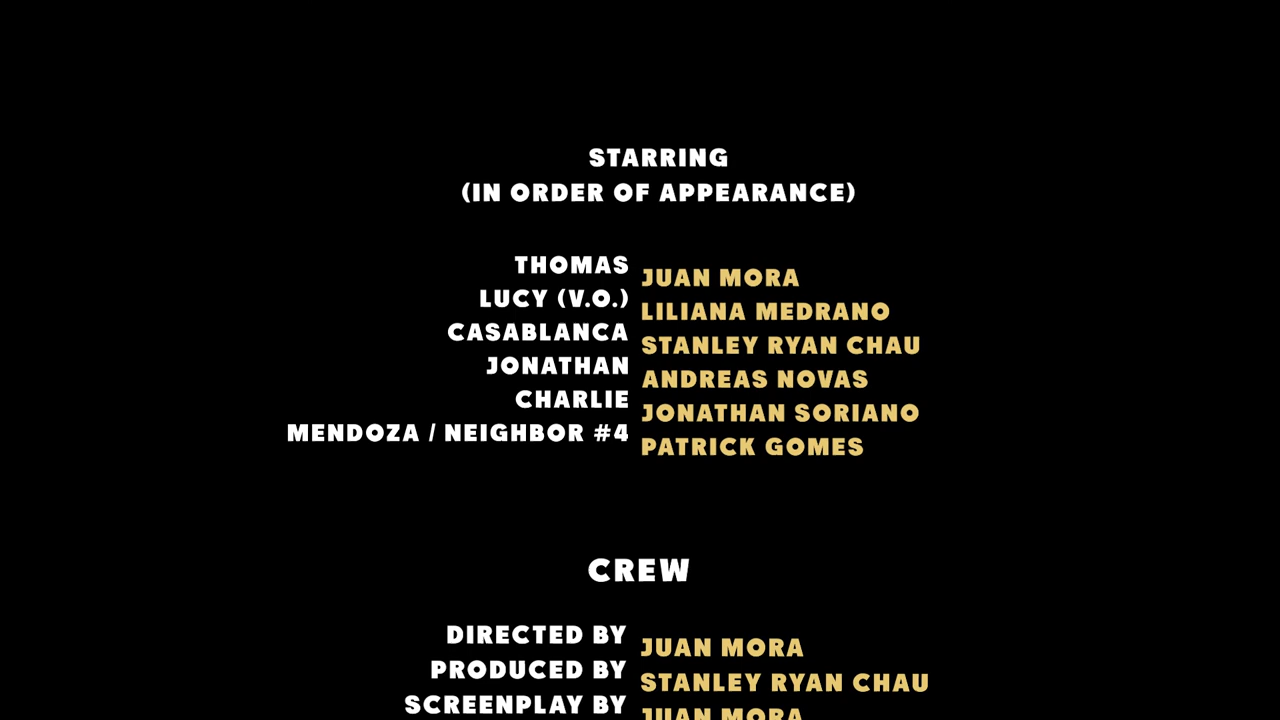 STARRING
(IN ORDER OF APPEARANCE)
THOMAS JUAN MORA
LUCY (V.O.) LILIANA MEDRANO
CASABLANCA STANLEY RYAN CHAU
JONATHAN ANDREAS NOVAS
CHARLIE JONATHAN SORIANO
MENDOZA / NEIGHBOR #4 PATRICK GOMES
CREW
DIRECTED BY JUAN MORA
PRODUCED BY STANLEY RYAN CHAU
SCREENPLAY BY JUAN MORA